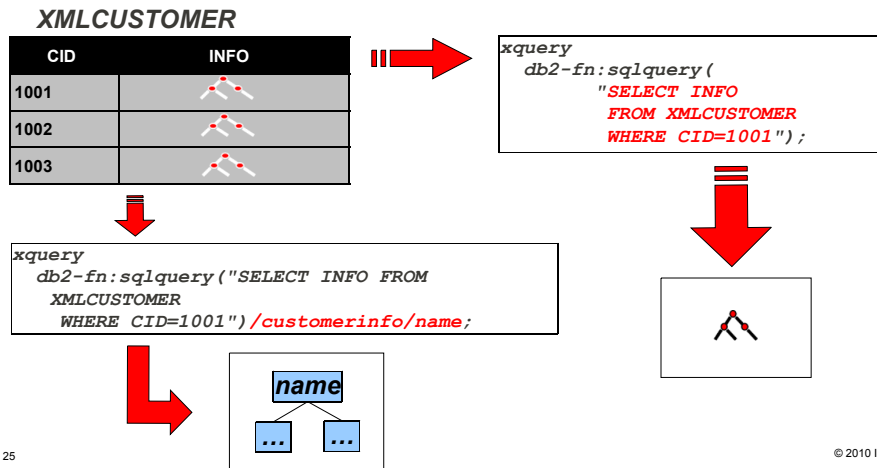 XMLCUSTOMER
CID INFO
1001
1002
1003
xquery
db2-fn:sqlquery(
"SELECT INFO
FROM XMLCUSTOMER
WHERE CID=1001");
xquery
db2-fn:sqlquery("SELECT INFO FROM
XMLCUSTOMER
WHERE CID=1001")/customerinfo/name;
name
... ...
25
© 2010 I